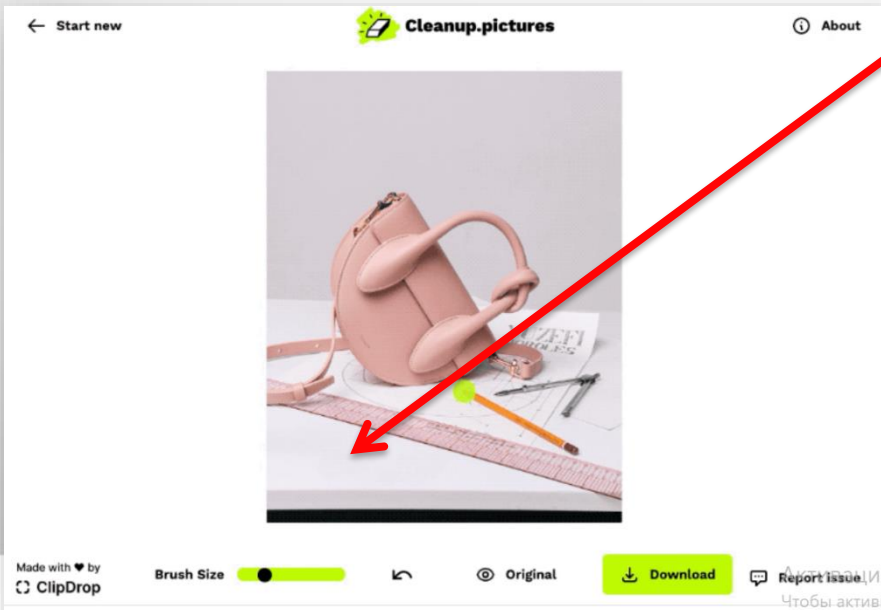 Start new
Cleanup.pictures
About
Made with ♥ by
ClipDrop
Brush Size
Original
Download
Report issue
Активаци
Чтобы актив